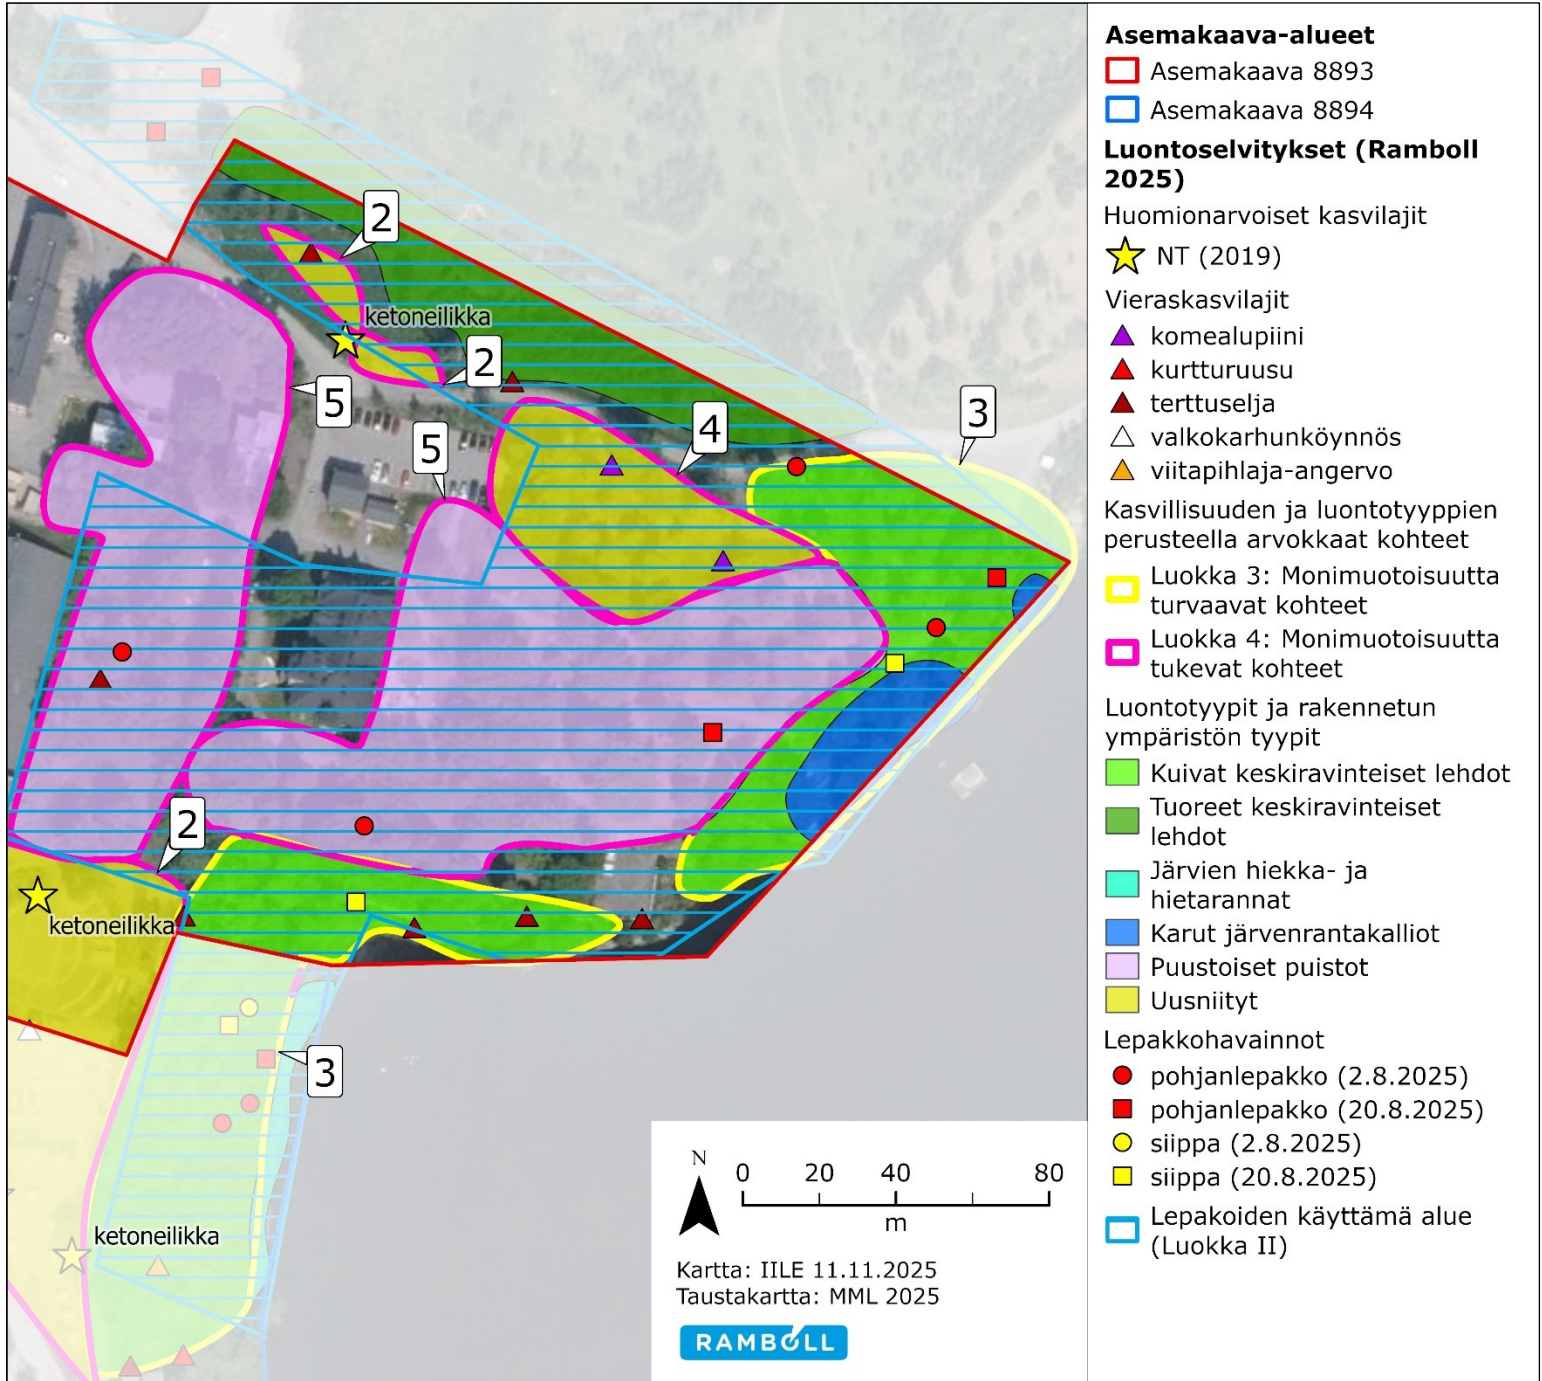 2
ketoneilikka
2
5
5
4
3
2
ketoneilikka
3
ketoneilikka
N
0 20 40 80
m
Kartta: IILE 11.11.2025
Taustakartta: MML 2025
RAMBOLL
Asemakaava-alueet
Asemakaava 8893
Asemakaava 8894
Luontoselvitykset (Ramboll
2025)
Huomionarvoiset kasvilajit
NT (2019)
Vieraskasvilajit
komealupiini
kurtturuusu
terttuselja
valkokarhunköynnös
viitapihlaja-angervo
Kasvillisuuden ja luontotyyppien
perusteella arvokkaat kohteet
Luokka 3: Monimuotoisuutta
turvaavat kohteet
Luokka 4: Monimuotoisuutta
tukevat kohteet
Luontotyypit ja rakennetun
ympäristön tyypit
Kuivat keskiravinteiset lehdot
Tuoreet keskiravinteiset
lehdot
Järvien hiekka- ja
hietarannat
Karut järvenrantakalliot
Puustoiset puistot
Uusniityt
Lepakkohavainnot
pohjanlepakko (2.8.2025)
pohjanlepakko (20.8.2025)
siippa (2.8.2025)
siippa (20.8.2025)
Lepakoiden käyttämä alue
(Luokka II)